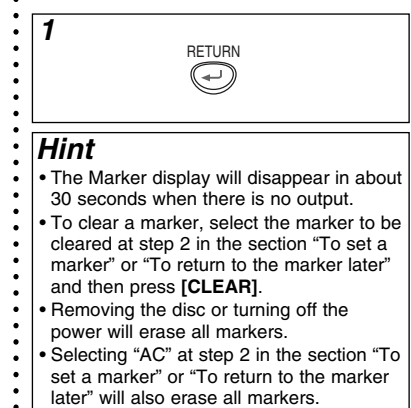 1
RETURN
Hint
• The Marker display will disappear in about
30 seconds when there is no output.
• To clear a marker, select the marker to be
cleared at step 2 in the section “To set a
marker” or “To return to the marker later”
and then press [CLEAR].
• Removing the disc or turning off the
power will erase all markers.
• Selecting “AC” at step 2 in the section “To
set a marker” or “To return to the marker
later” will also erase all markers.